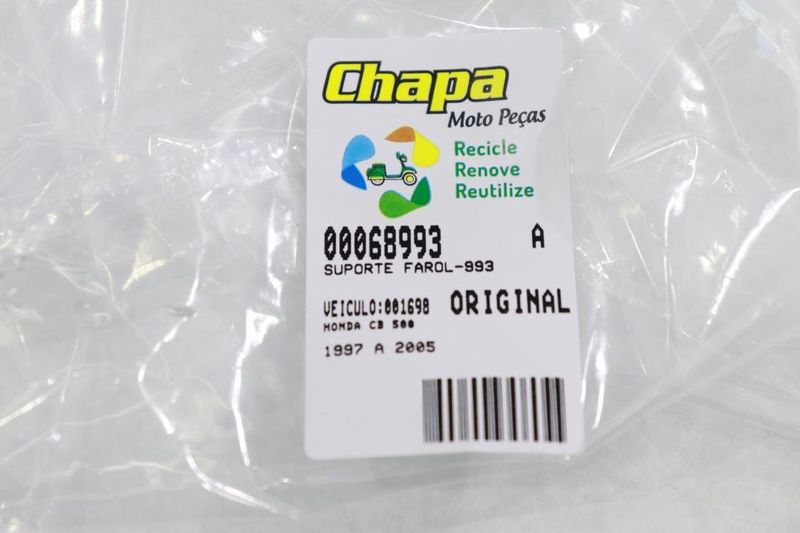 Chapa
Moto Peças
Recicle
Renove
Reutilize
00068993 A
SUPORTE FAROL-993
VEICULO:001698 ORIGINAL
HONDA CB 500
1997 A 2005